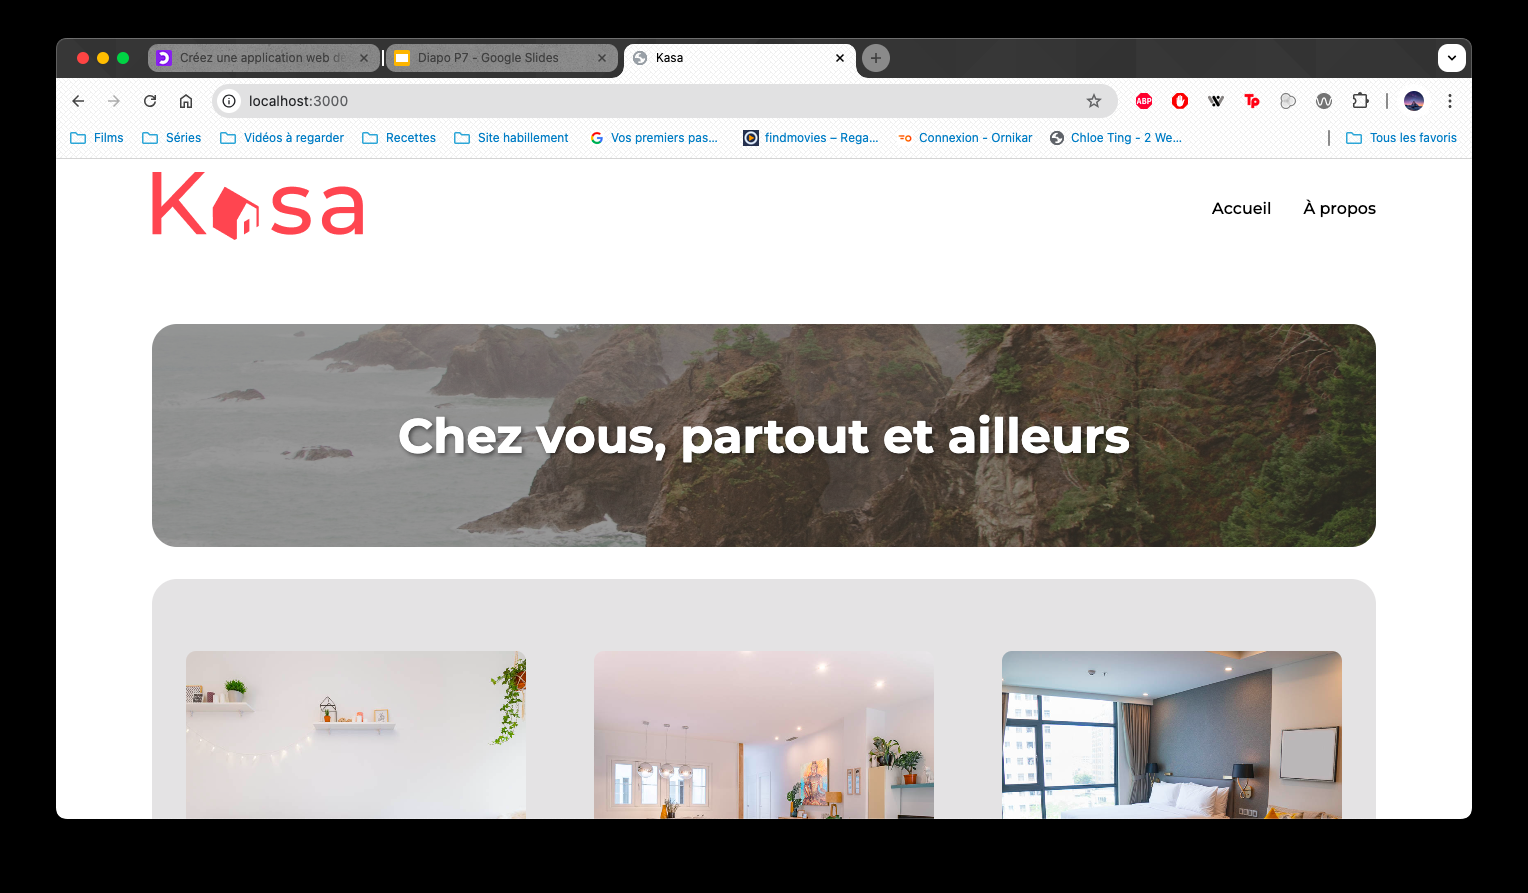 Créez une application web de
Diapo P7 - Google Slides
Kasa
localhost:3000
ABP
Films
Séries
Vidéos à regarder
Recettes
Site habillement
Vos premiers pas...
findmovies – Rega...
Connexion - Ornikar
Chloe Ting - 2 We...
Tous les favoris
Kasa
Accueil
À propos
Chez vous, partout et ailleurs